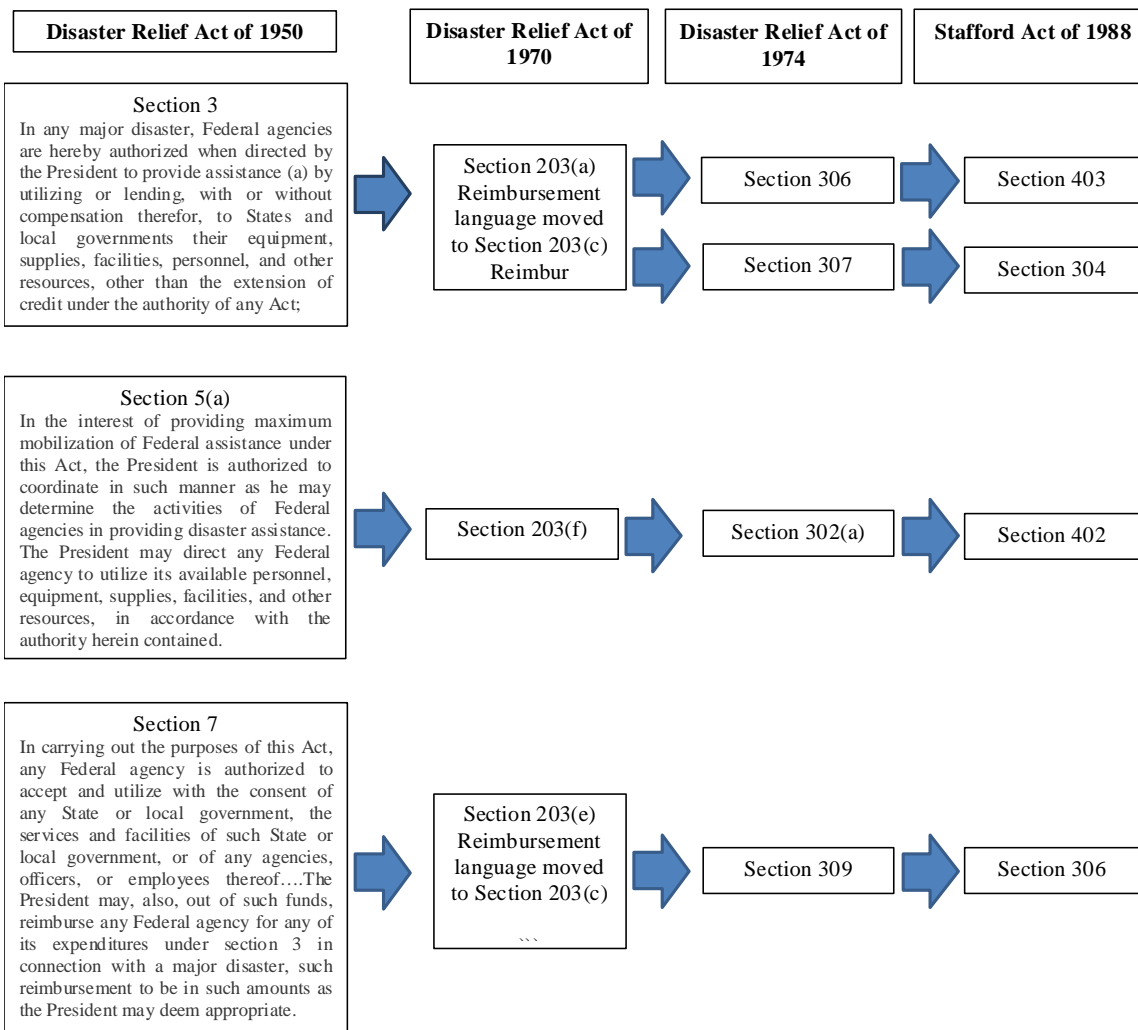 Disaster Relief Act of 1950
Disaster Relief Act of
1970
Disaster Relief Act of
1974
Stafford Act of 1988
Section 3
In any major disaster, Federal agencies
are hereby authorized when directed by
the President to provide assistance (a) by
utilizing or lending, with or without
compensation therefor, to States and
local governments their equipment,
supplies, facilities, personnel, and other
resources, other than the extension of
credit under the authority of any Act;
Section 203(a)
Reimbursement
language moved
to Section 203(c)
Reimbur
Section 306
Section 403
Section 307
Section 304
Section 5(a)
In the interest of providing maximum
mobilization of Federal assistance under
this Act, the President is authorized to
coordinate in such manner as he may
determine the activities of Federal
agencies in providing disaster assistance.
The President may direct any Federal
agency to utilize its available personnel,
equipment, supplies, facilities, and other
resources, in accordance with the
authority herein contained.
Section 203(f)
Section 302(a)
Section 402
Section 7
In carrying out the purposes of this Act,
any Federal agency is authorized to
accept and utilize with the consent of
any State or local government, the
services and facilities of such State or
local government, or of any agencies,
officers, or employees thereof….The
President may, also, out of such funds,
reimburse any Federal agency for any of
its expenditures under section 3 in
connection with a major disaster, such
reimbursement to be in such amounts as
the President may deem appropriate.
Section 203(e)
Reimbursement
language moved
to Section 203(c)
```
Section 309
Section 306